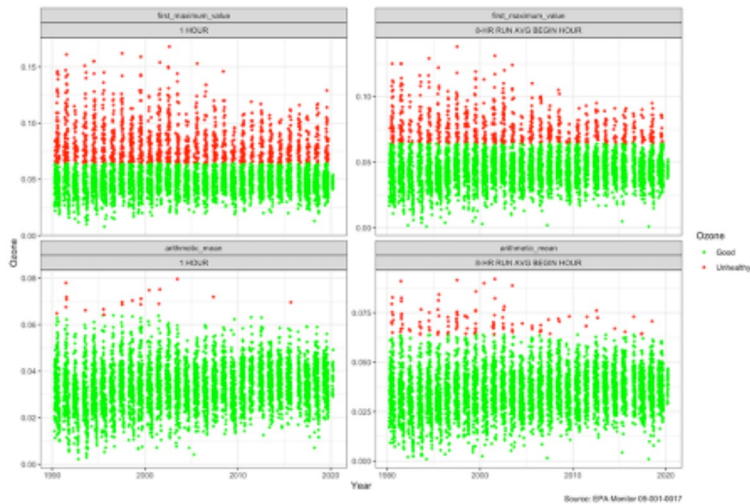 first_maximum_value
first_maximum_value
1 HOUR
8-HR RUN AVG BEGIN HOUR
0.15
0.10
0.05
0.00
0.10
0.05
0.00
Ozone
Ozone
Good
Unhealthy
arithmetic_mean
arithmetic_mean
1 HOUR
8-HR RUN AVG BEGIN HOUR
0.08
0.06
0.04
0.02
0.00
0.075
0.050
0.025
0.000
1990
2000
2010
2020
1990
2000
2010
2020
Year
Source: EPA Monitor 09-001-0017